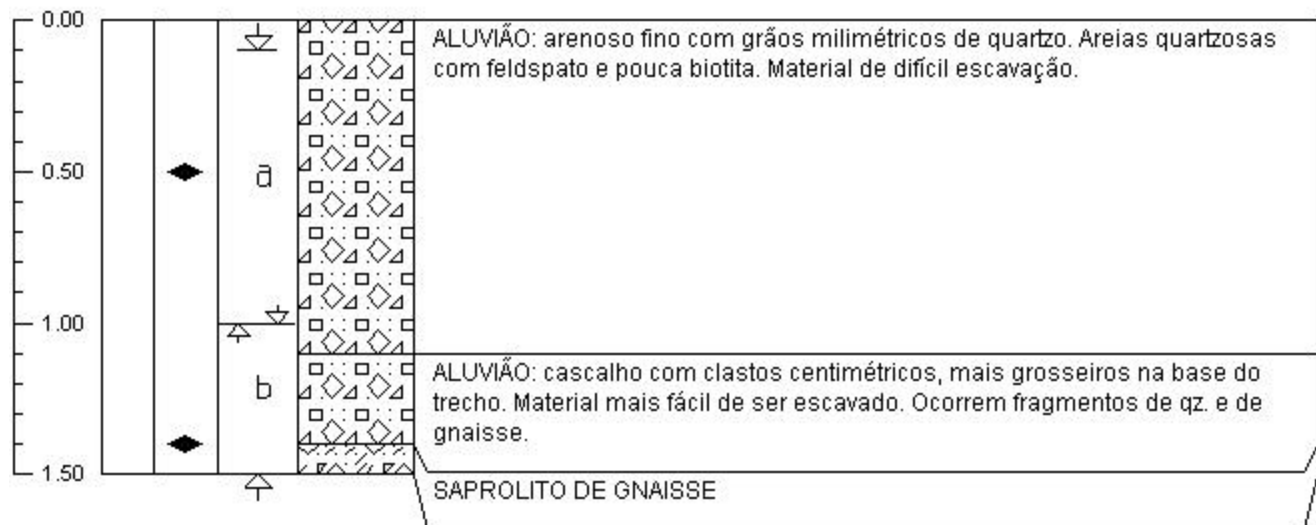 0.00
ALUVIÃO: arenoso fino com grãos milimétricos de quartzo. Areias quartzosas
com feldspato e pouca biotita. Material de difícil escavação.
0.50
a
1.00
ALUVIÃO: cascalho com clastos centimétricos, mais grosseiros na base do
trecho. Material mais fácil de ser escavado. Ocorrem fragmentos de qz. e de
gnaisse.
b
1.50
SAPROLITO DE GNAISSE